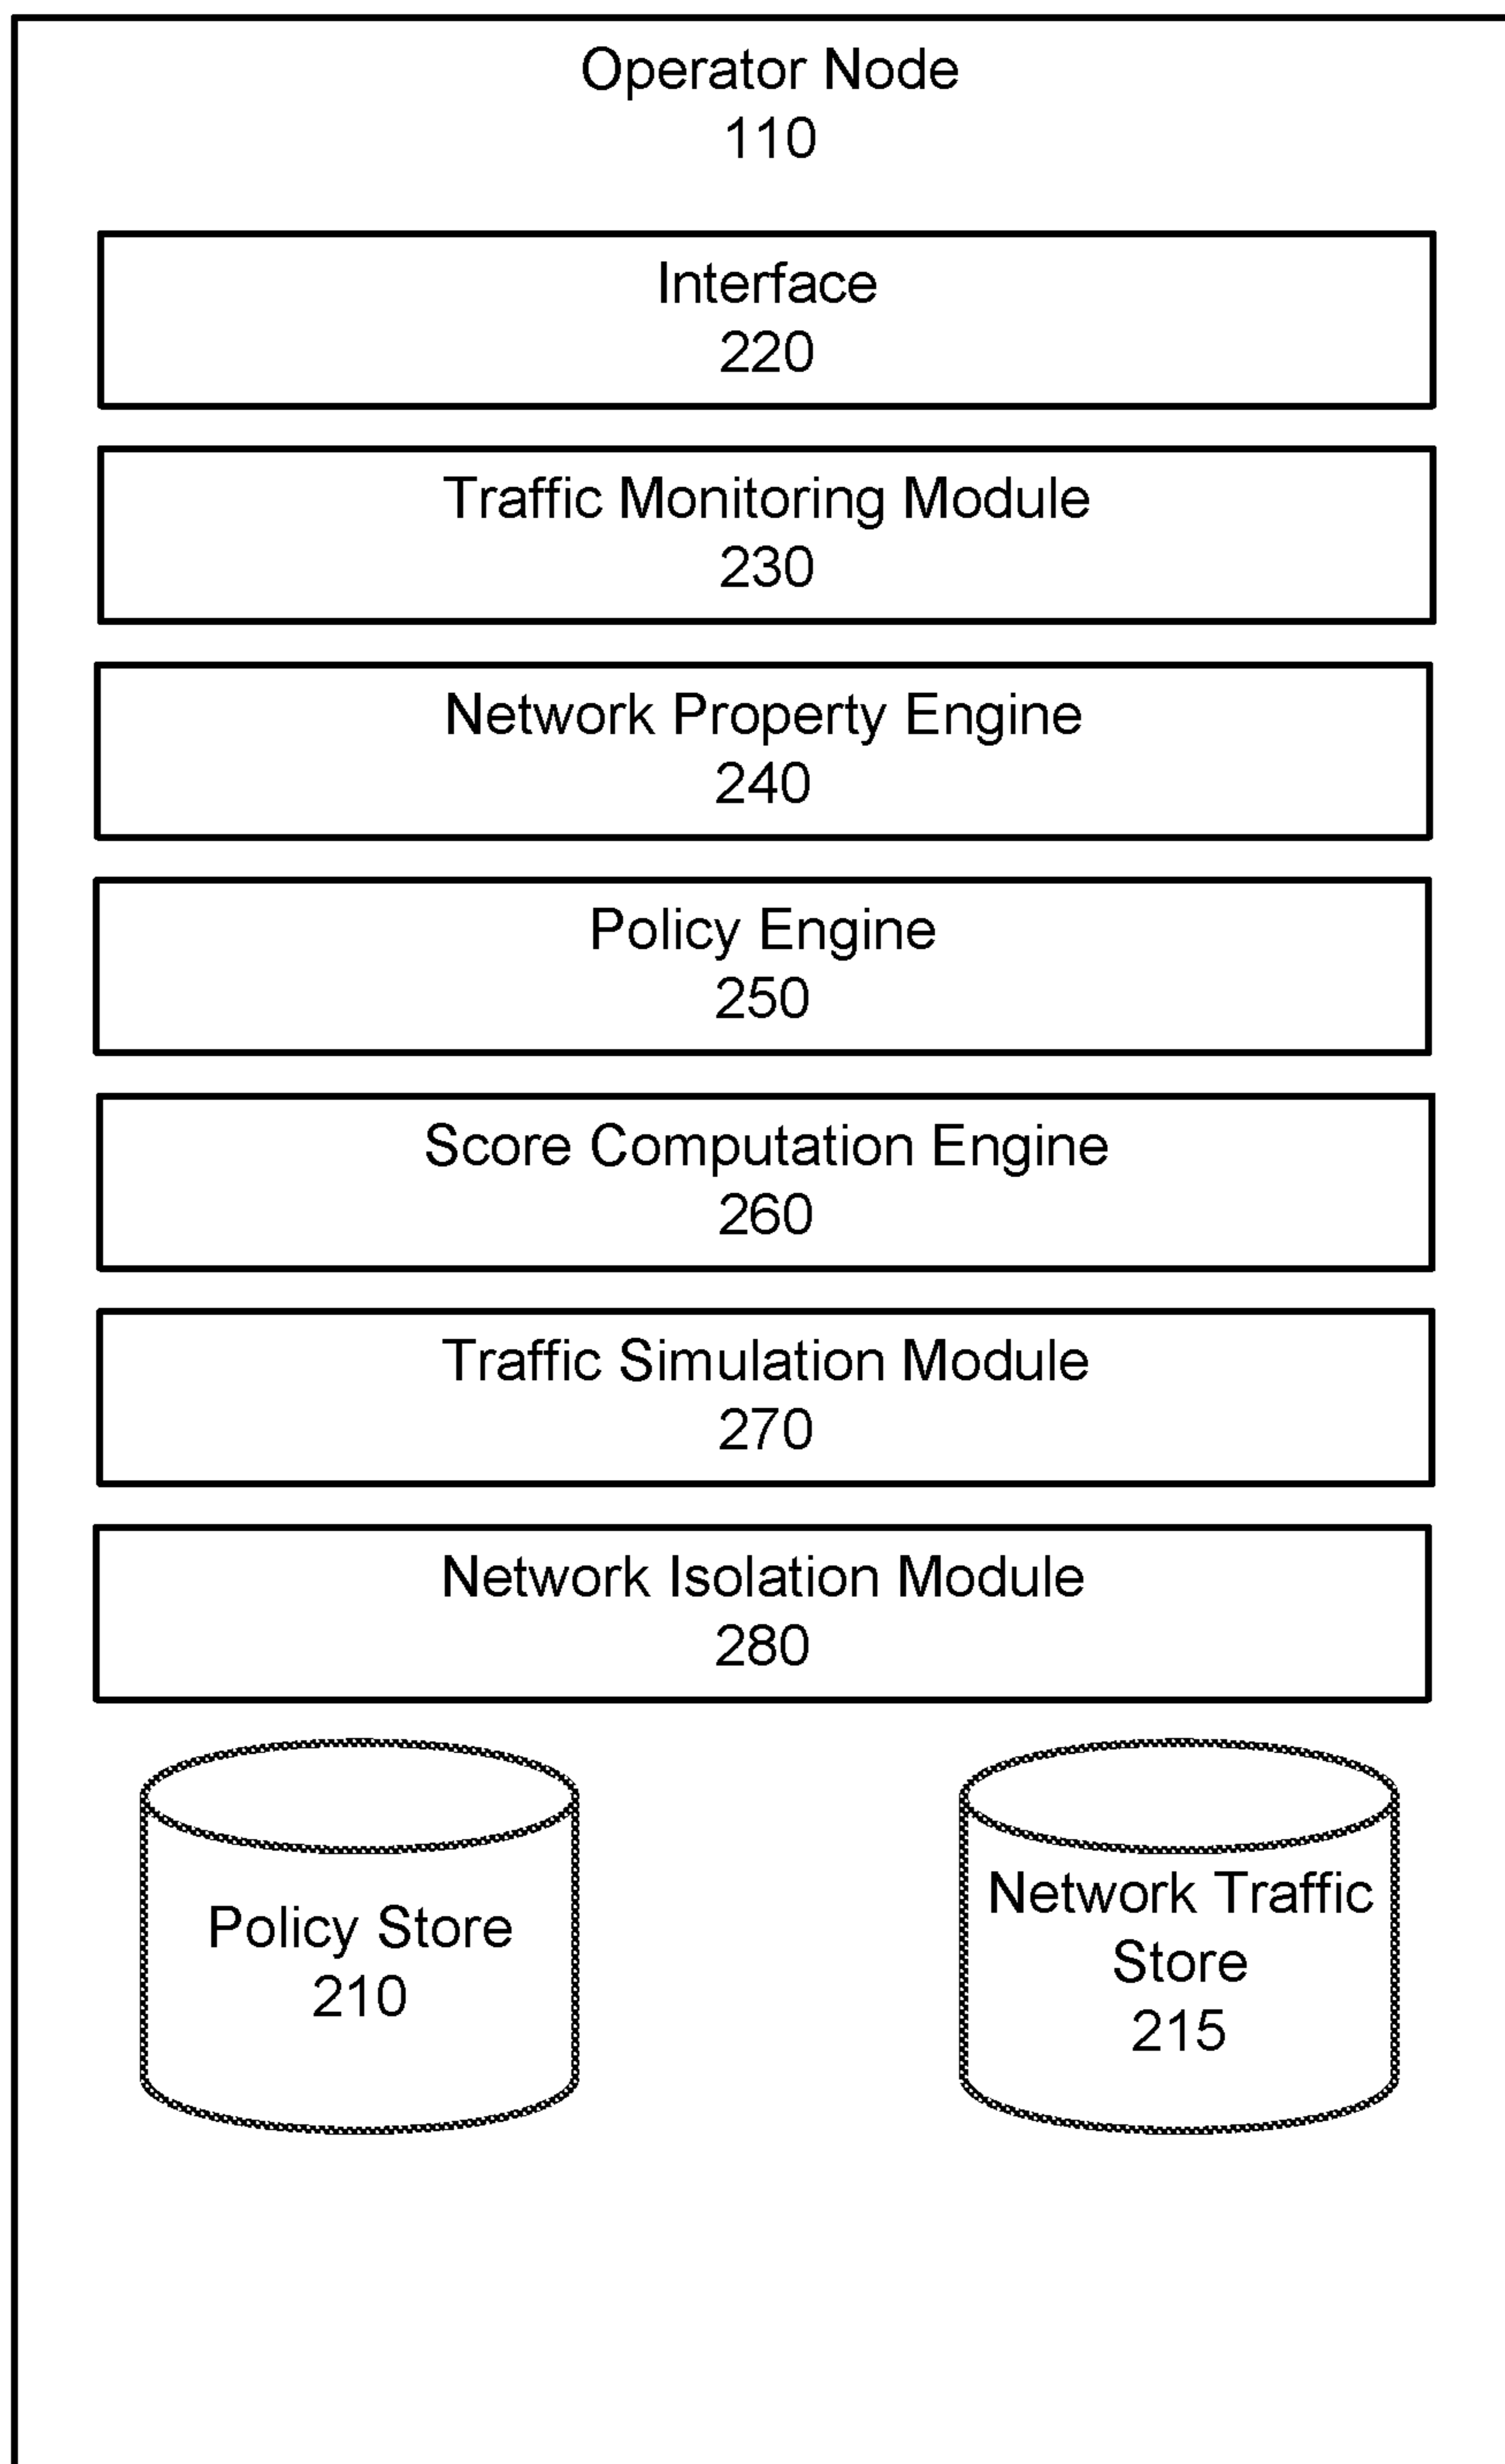 Operator Node
110
Interface
220
Traffic Monitoring Module
230
Network Property Engine
240
Policy Engine
250
Score Computation Engine
260
Traffic Simulation Module
270
Network Isolation Module
280
Policy Store
210
Network Traffic
Store
215